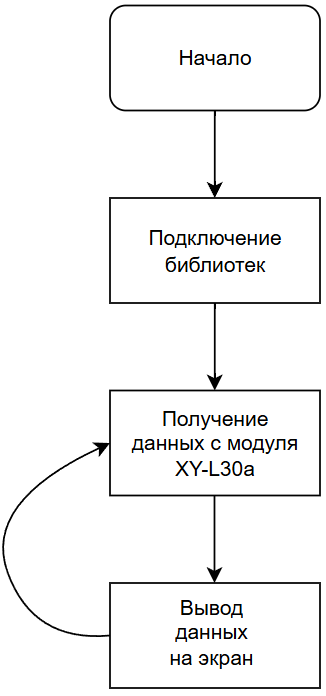 Начало
Подключение
библиотек
Получение
данных с модуля
XY-L30a
Вывод
данных
на экран